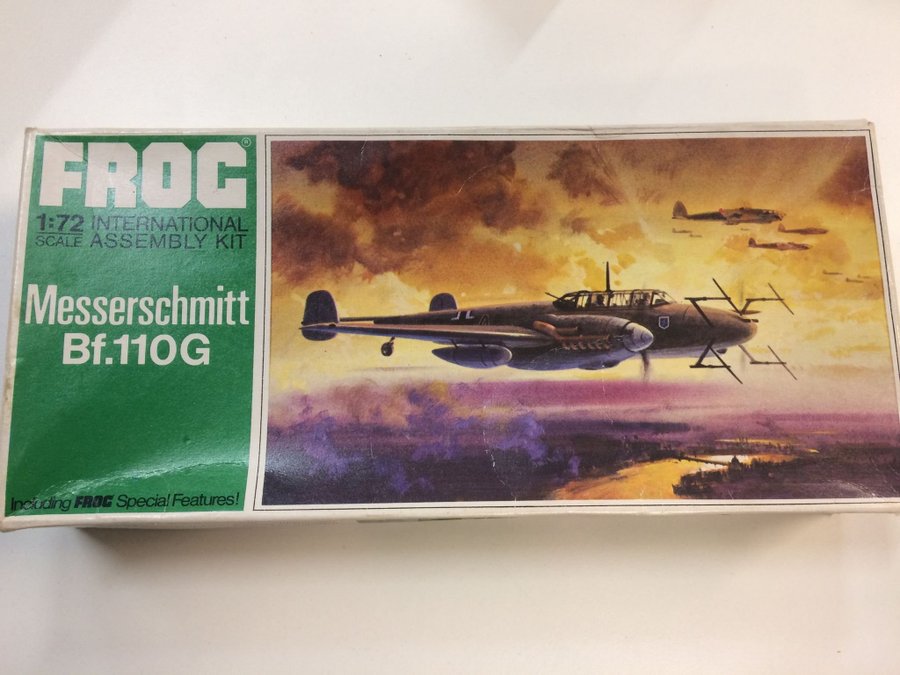 FROG®
1:72 INTERNATIONAL
SCALE ASSEMBLY KIT
Messerschmitt
Bf.110G
Including FROG Special Features!